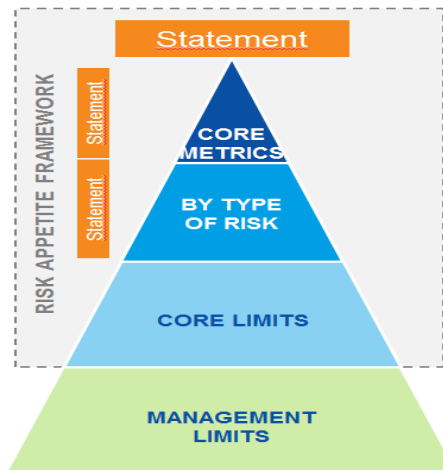 Statement
RISK APPETITE FRAMEWORK
Statement
Statement
CORE
METRICS
BY TYPE
OF RISK
CORE LIMITS
MANAGEMENT
LIMITS